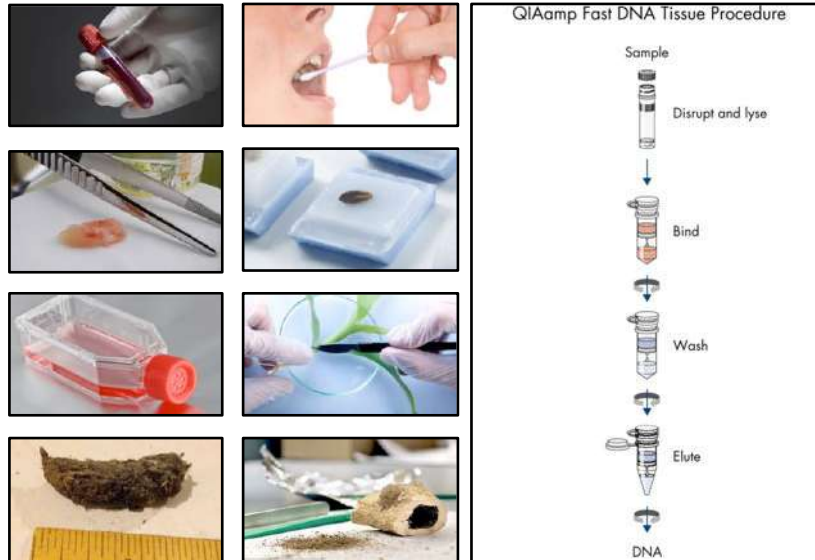 QIAamp Fast DNA Tissue Procedure
Sample
Disrupt and lyse
Bind
Wash
Elute
DNA